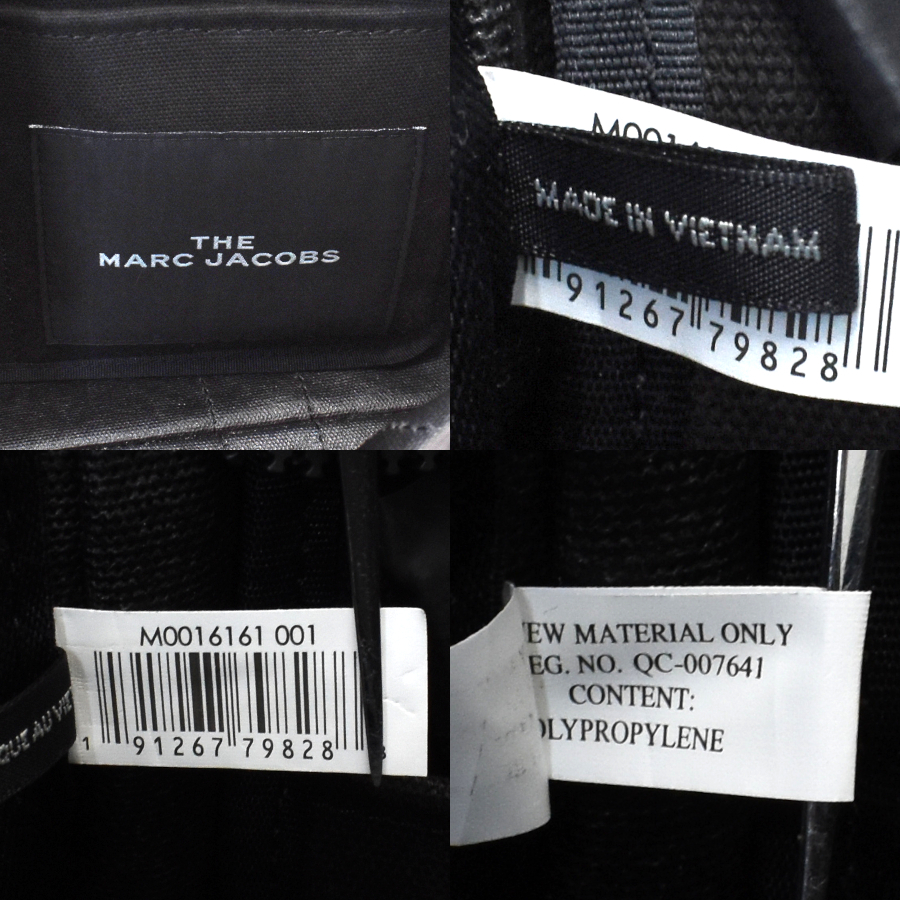 THE
MARC JACOBS
MADE IN VIETNAM
91267 79828
M0016161 001
1 91267 79828
EW MATERIAL ONLY
EG. NO. QC-007641
CONTENT:
OLYPROPYLENE